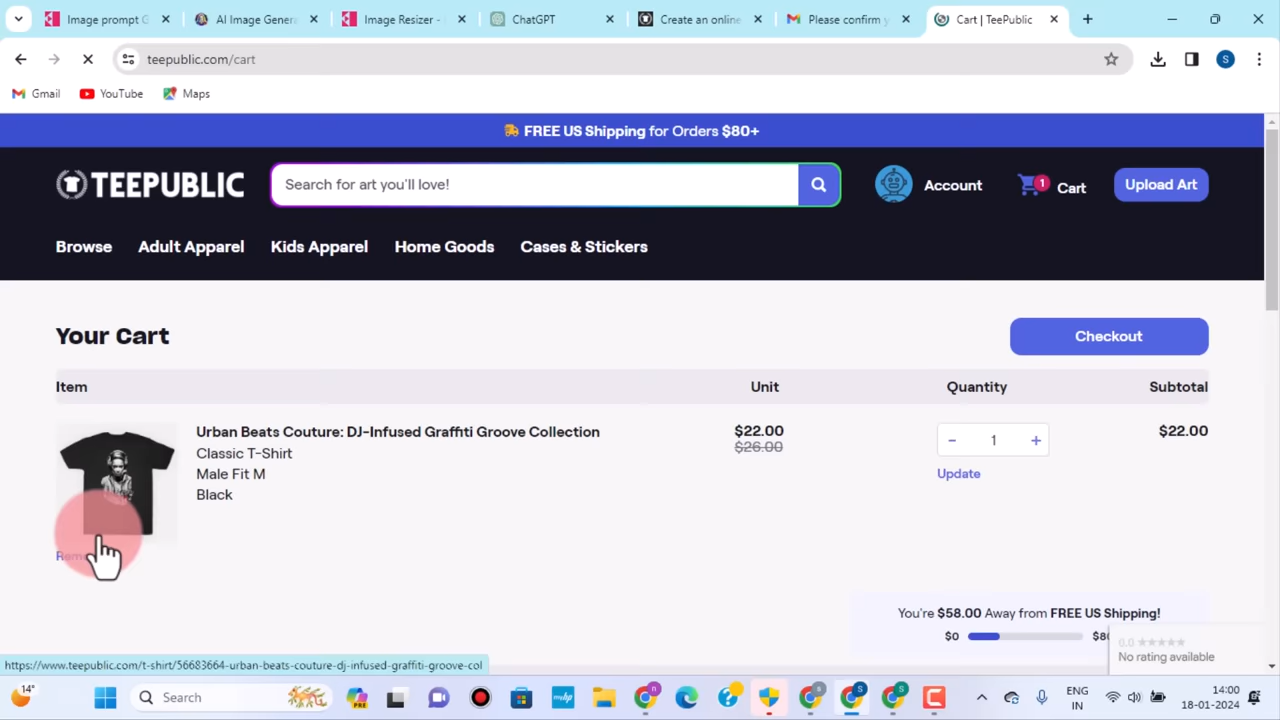 Image prompt G
AI Image Genera
Image Resizer -
ChatGPT
Create an online
Please confirm y
Cart | TeePublic
teepublic.com/cart
S
Gmail
YouTube
Maps
FREE US Shipping for Orders $80+
TEEPUBLIC
Search for art you'll love!
Account
1
Cart
Upload Art
Browse
Adult Apparel
Kids Apparel
Home Goods
Cases & Stickers
Your Cart
Checkout
Item
Unit
Quantity
Subtotal
Urban Beats Couture: DJ-Infused Graffiti Groove Collection
Classic T-Shirt
Male Fit M
Black
$22.00
$26.00
- 1 +
Update
$22.00
You're $58.00 Away from FREE US Shipping!
$0
0.0
No rating available
https://www.teepublic.com/t-shirt/56683664-urban-beats-couture-dj-infused-graffiti-groove-col
14°
Search
PRE
ENG
IN
14:00
18-01-2024